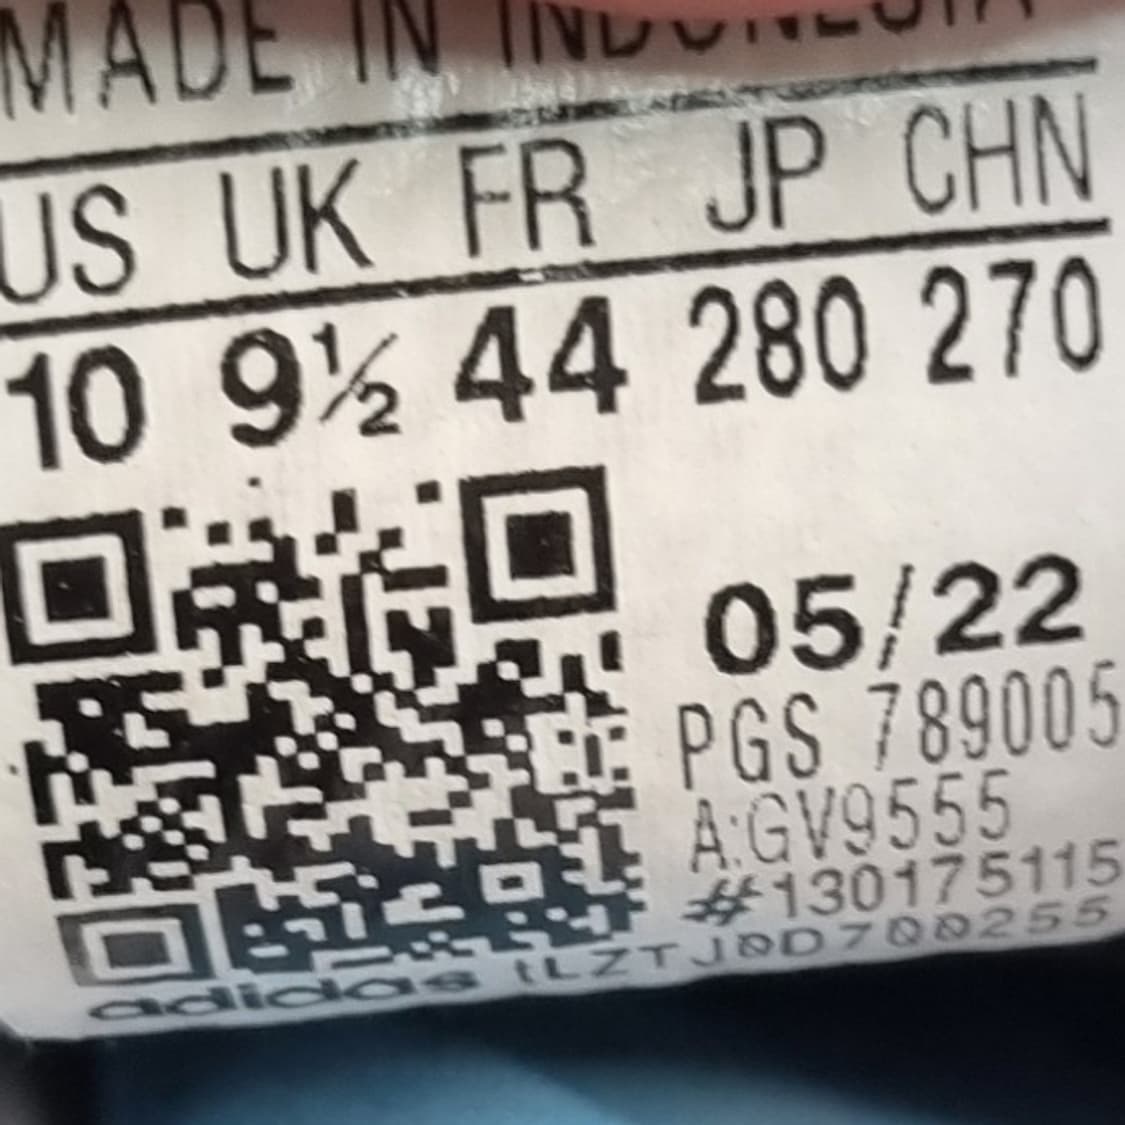 MADE IN INDONESIA
US UK FR JP CHN
10 9½ 44 280 270
05/22
PGS 789005
A:GV9555
#130175115
adidas tLZTJ0D700255